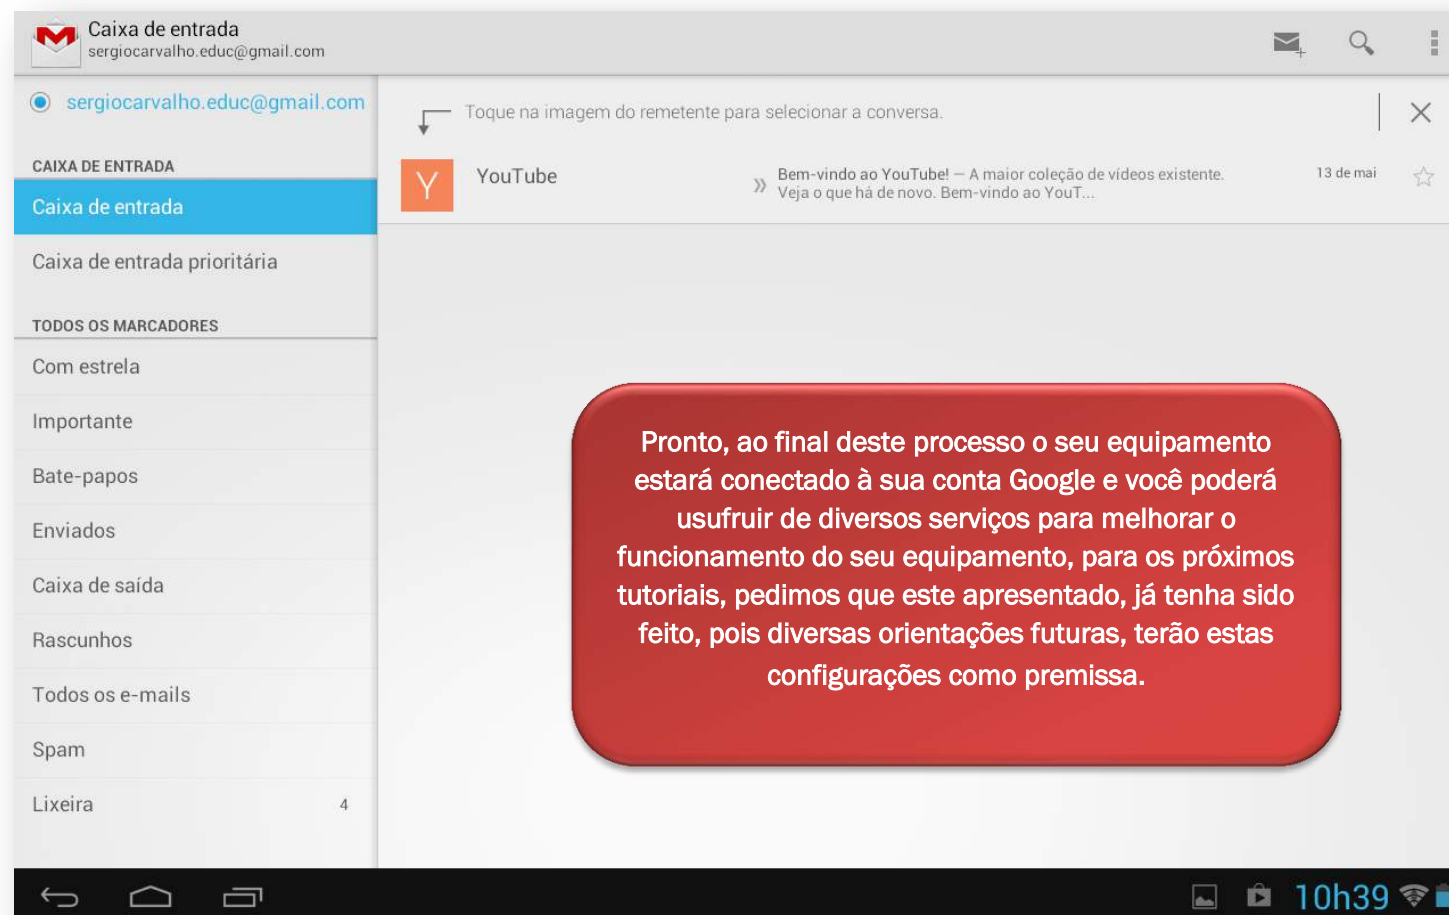 Caixa de entrada
sergiocarvalho.educ@gmail.com
sergiocarvalho.educ@gmail.com
CAIXA DE ENTRADA
Caixa de entrada
Caixa de entrada prioritária
TODOS OS MARCADORES
Com estrela
Importante
Bate-papos
Enviados
Caixa de saída
Rascunhos
Todos os e-mails
Spam
Lixeira 4
Toque na imagem do remetente para selecionar a conversa.
Y YouTube » Bem-vindo ao YouTube! — A maior coleção de vídeos existente. 13 de mai
Veja o que há de novo. Bem-vindo ao YouT...
Pronto, ao final deste processo o seu equipamento
estará conectado à sua conta Google e você poderá
usufruir de diversos serviços para melhorar o
funcionamento do seu equipamento, para os próximos
tutoriais, pedimos que este apresentado, já tenha sido
feito, pois diversas orientações futuras, terão estas
configurações como premissa.
10h39